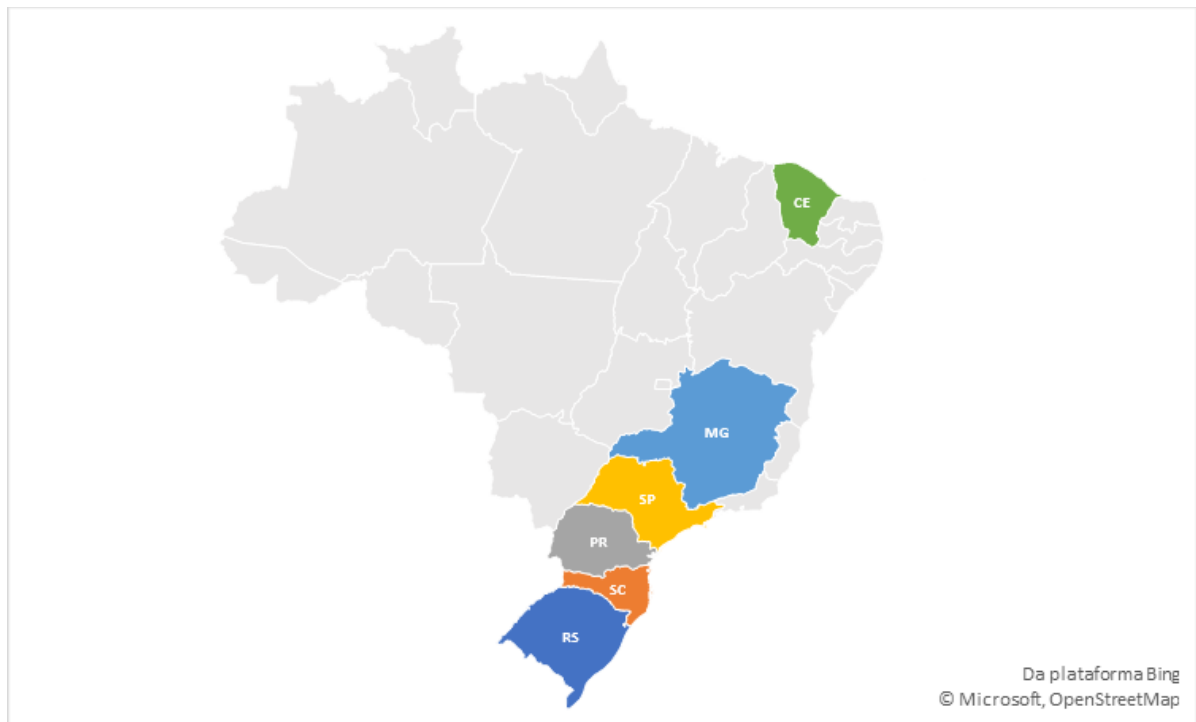 CE
MG
SP
PR
SC
RS
Da plataforma Bing
© Microsoft, OpenStreetMap